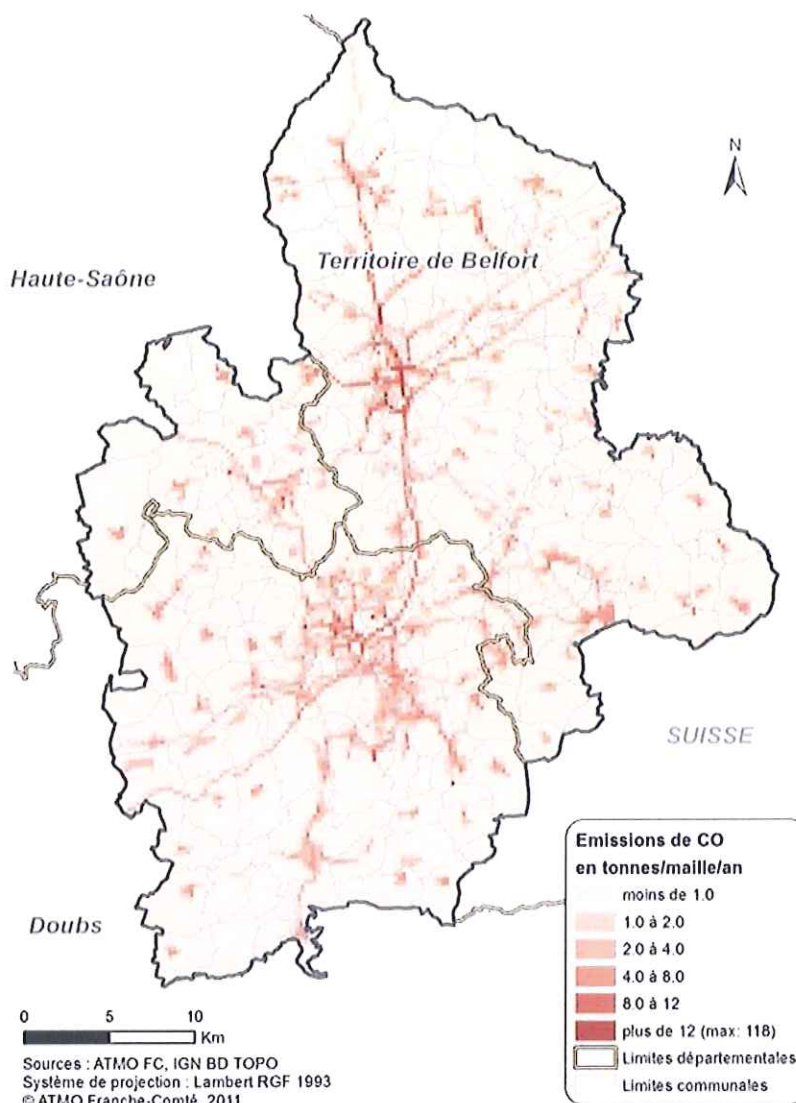 N
Territoire de Belfort
Haute-Saône
SUISSE
Doubs
Emissions de CO
en tonnes/maille/an
moins de 1.0
1.0 à 2.0
2.0 à 4.0
4.0 à 8.0
8.0 à 12
plus de 12 (max: 118)
Limites départementales
Limites communales
0 5 10
Km
Sources : ATMO FC, IGN BD TOPO
Système de projection : Lambert RGF 1993
© ATMO Franche-Comté, 2011